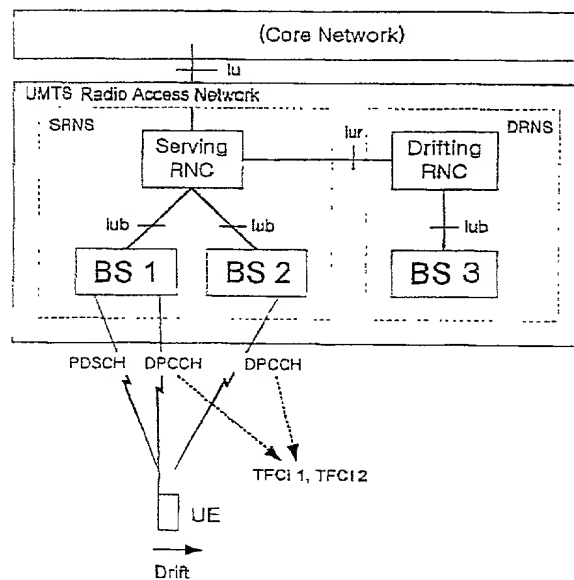 (Core Network)
Iu
UMTS Radio Access Network
SRNS
DRNS
Serving
RNC
Iur
Drifting
RNC
Iub
Iub
Iub
BS 1
BS 2
BS 3
PDSCH
DPCCH
DPCCH
TFCI 1, TFCI 2
UE
Drift